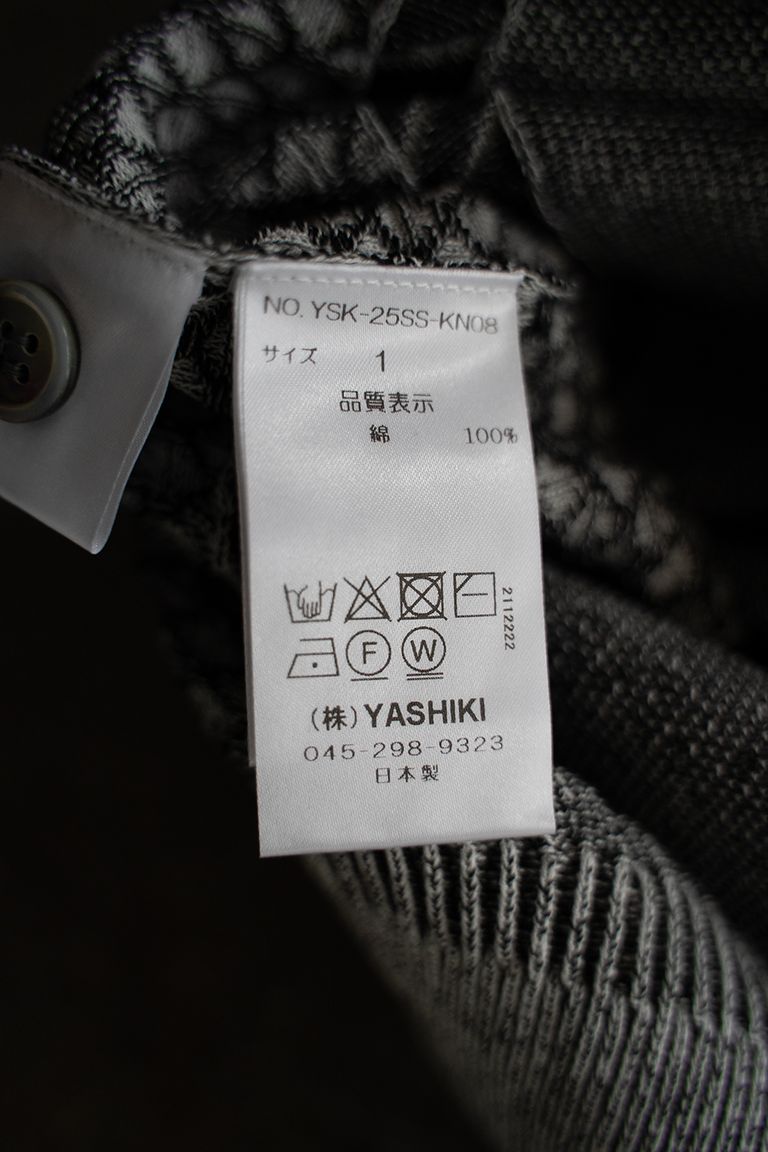 NO. YSK-25SS-KN08
サイズ 1
品質表示
綿 100%
2112222
F W
(株) YASHIKI
045-298-9323
日本製